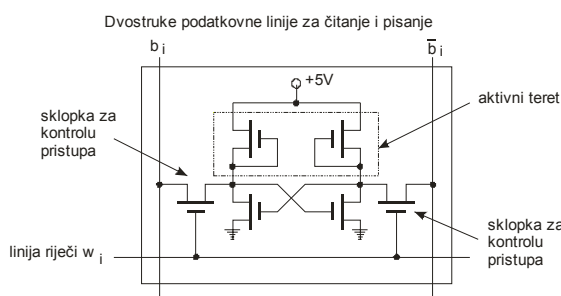 Dvostruke podatkovne linije za čitanje i pisanje
b i
b̅ i
+5V
aktivni teret
sklopka za
kontrolu
pristupa
linija riječi w i
sklopka za
kontrolu
pristupa